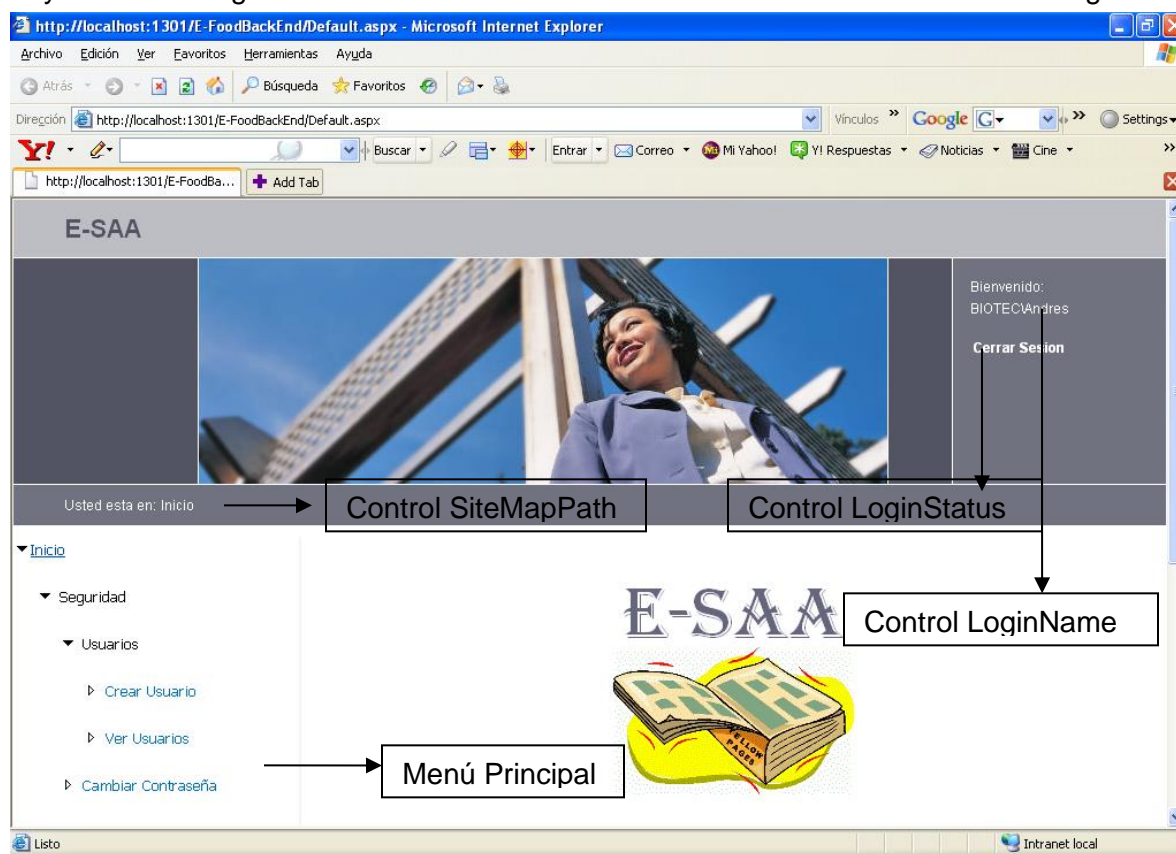 http://localhost:1301/E-FoodBackEnd/Default.aspx - Microsoft Internet Explorer
Archivo Edición Ver Favoritos Herramientas Ayuda
Atrás Búsqueda Favoritos
Dirección http://localhost:1301/E-FoodBackEnd/Default.aspx Vínculos » Google G Settings
Y! Buscar Entrar Correo Mi Yahoo! Y! Respuestas Noticias Cine »
http://localhost:1301/E-FoodBa... Add Tab
E-SAA
Bienvenido:
BIOTEC\Andres
Cerrar Sesion
Usted esta en: Inicio
Control SiteMapPath
Control LoginStatus
Inicio
Seguridad
Usuarios
Crear Usuario
Ver Usuarios
Cambiar Contraseña
E-SAA
Control LoginName
YELLOW
PAGES
Menú Principal
Listo Intranet local